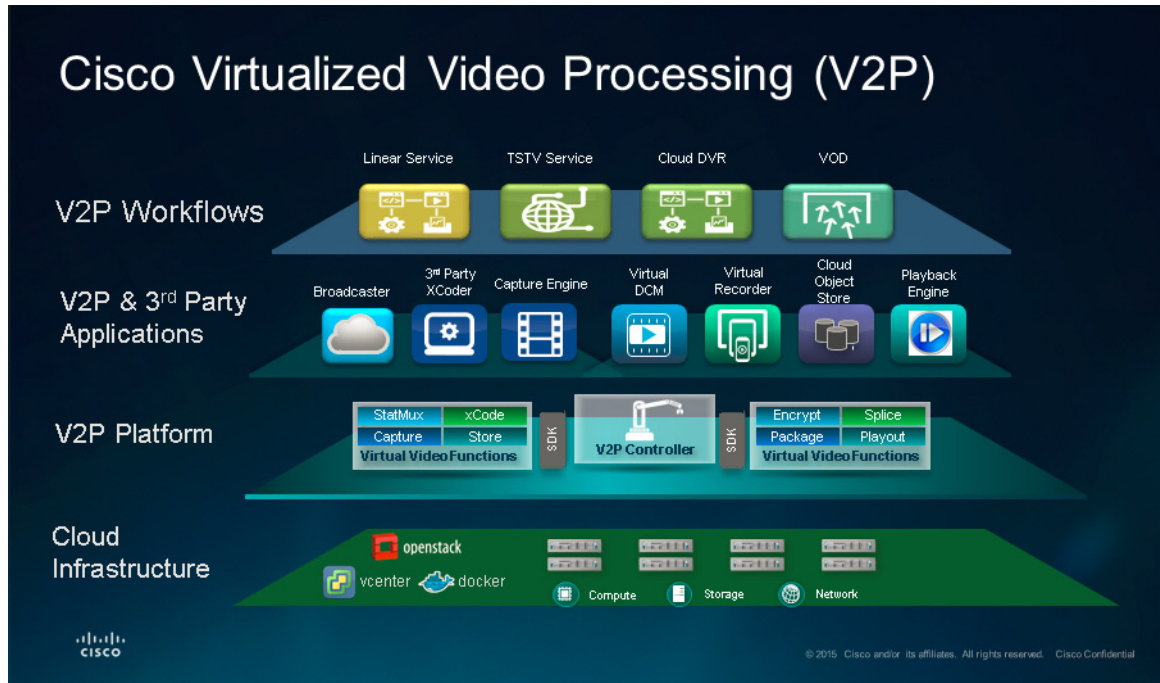 Cisco Virtualized Video Processing (V2P)
Linear Service
TSTV Service
Cloud DVR
VOD
V2P Workflows
Broadcaster
3rd Party
XCoder
Capture Engine
Virtual
DCM
Virtual
Recorder
Cloud
Object
Store
Playback
Engine
V2P & 3rd Party
Applications
V2P Platform
StatMux
xCode
Capture
Store
Virtual Video Functions
SDK
V2P Controller
SDK
Encrypt
Splice
Package
Playout
Virtual Video Functions
Cloud
Infrastructure
openstack
vcenter
docker
Compute
Storage
Network
CISCO
© 2015 Cisco and/or its affiliates. All rights reserved. Cisco Confidential